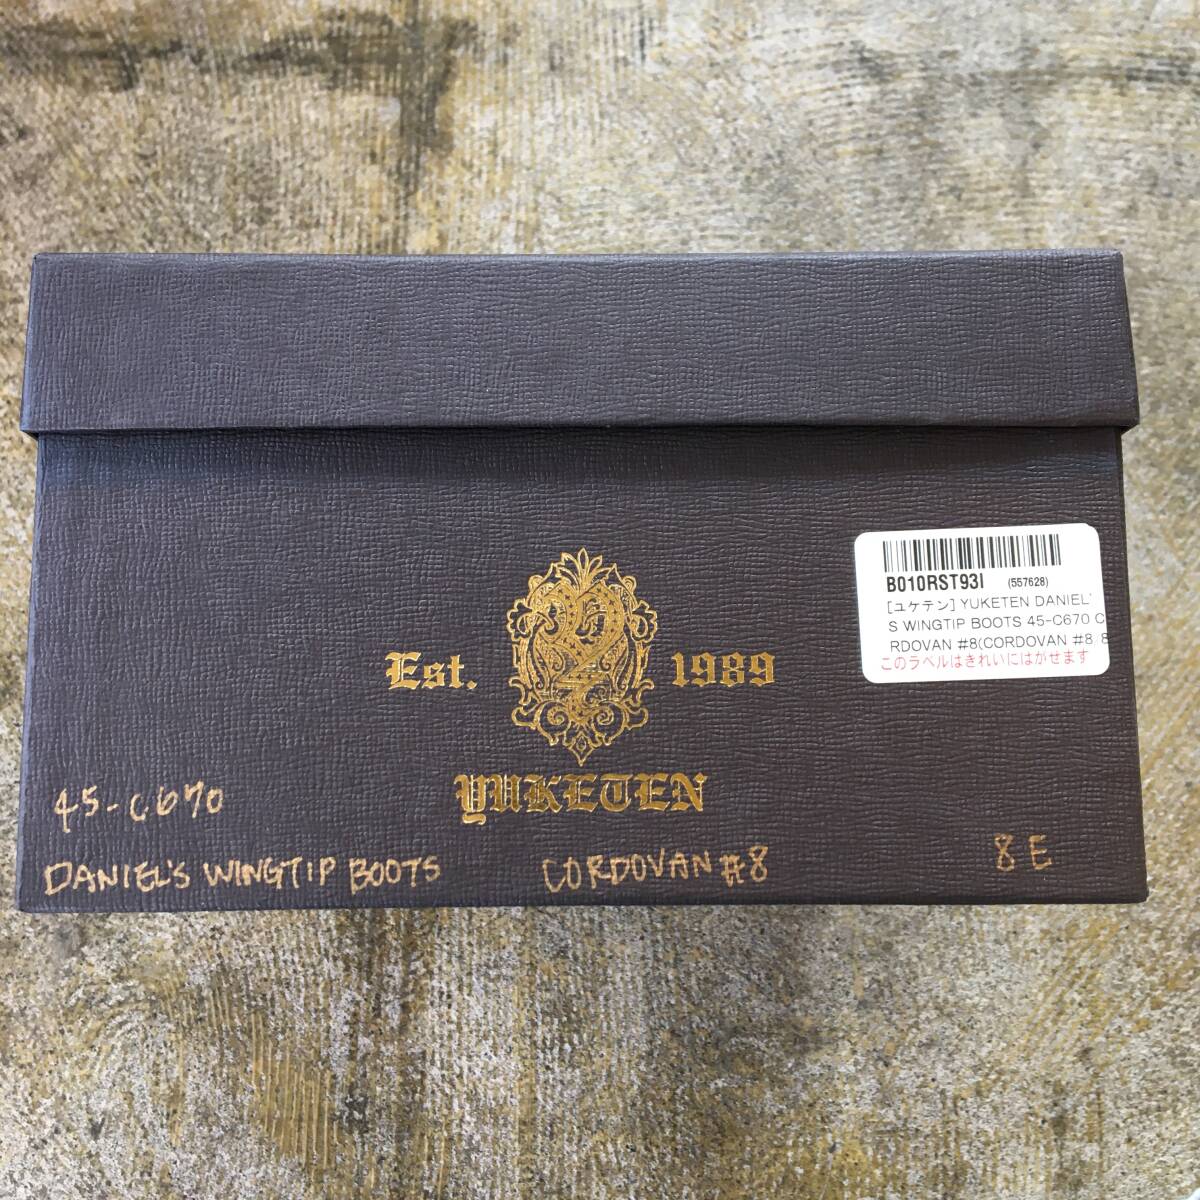 B010RST93I (557628)
[ユケテン] YUKETEN DANIEL'
S WINGTIP BOOTS 45-C670 C
RDOVAN #8(CORDOVAN #8 8
このラベルはきれいにはがせます
Est. 1989
YUKETEN
45-C670
DANIEL'S WINGTIP BOOTS CORDOVAN #8 8 E